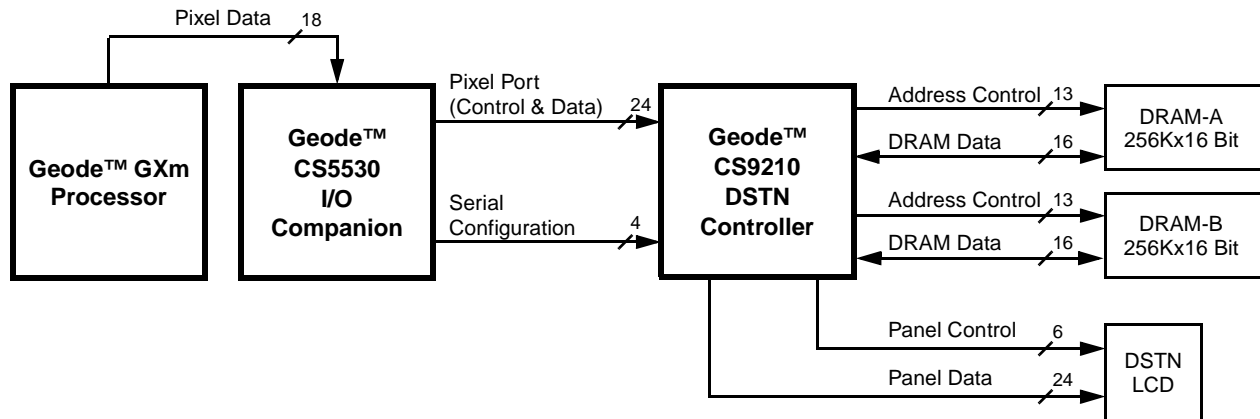 Pixel Data 18
Geode™ GXm
Processor
Geode™
CS5530
I/O
Companion
Pixel Port
(Control & Data) 24
Serial
Configuration 4
Geode™
CS9210
DSTN
Controller
Address Control 13
DRAM Data 16
DRAM-A
256Kx16 Bit
Address Control 13
DRAM Data 16
DRAM-B
256Kx16 Bit
Panel Control 6
Panel Data 24
DSTN
LCD